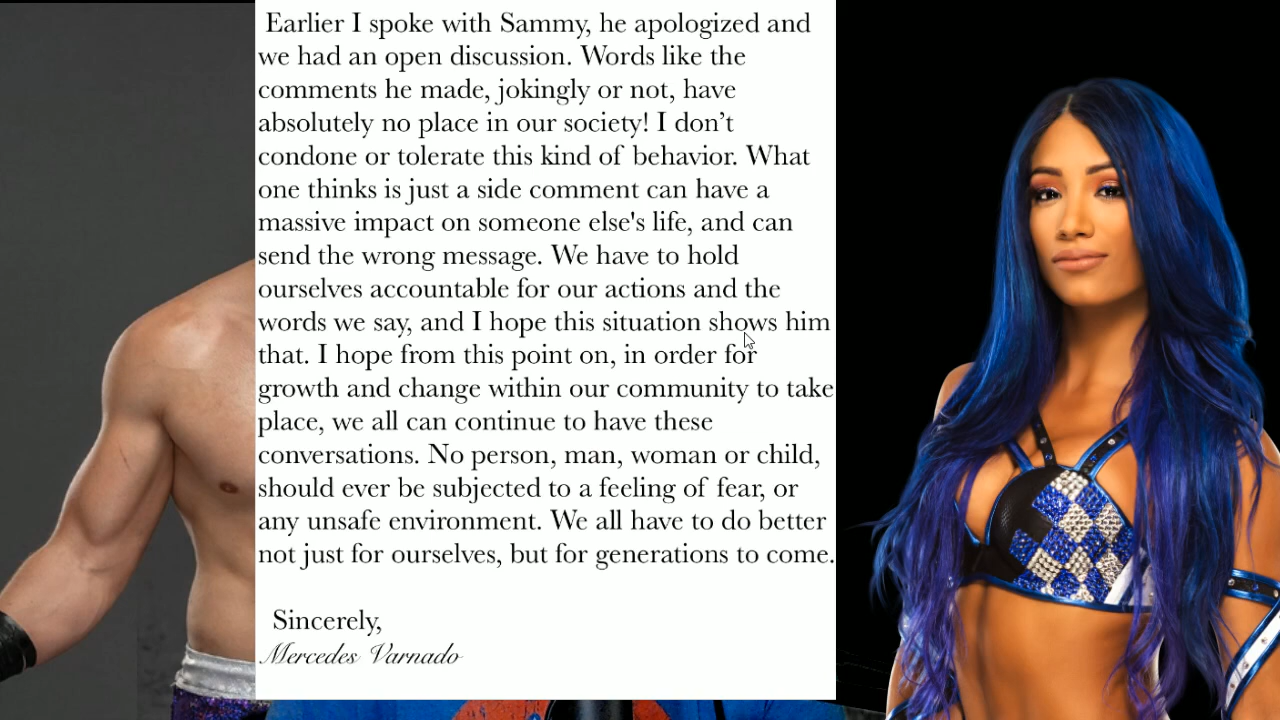 Earlier I spoke with Sammy, he apologized and
we had an open discussion. Words like the
comments he made, jokingly or not, have
absolutely no place in our society! I don’t
condone or tolerate this kind of behavior. What
one thinks is just a side comment can have a
massive impact on someone else's life, and can
send the wrong message. We have to hold
ourselves accountable for our actions and the
words we say, and I hope this situation shows him
that. I hope from this point on, in order for
growth and change within our community to take
place, we all can continue to have these
conversations. No person, man, woman or child,
should ever be subjected to a feeling of fear, or
any unsafe environment. We all have to do better
not just for ourselves, but for generations to come.
Sincerely,
Mercedes Varnado